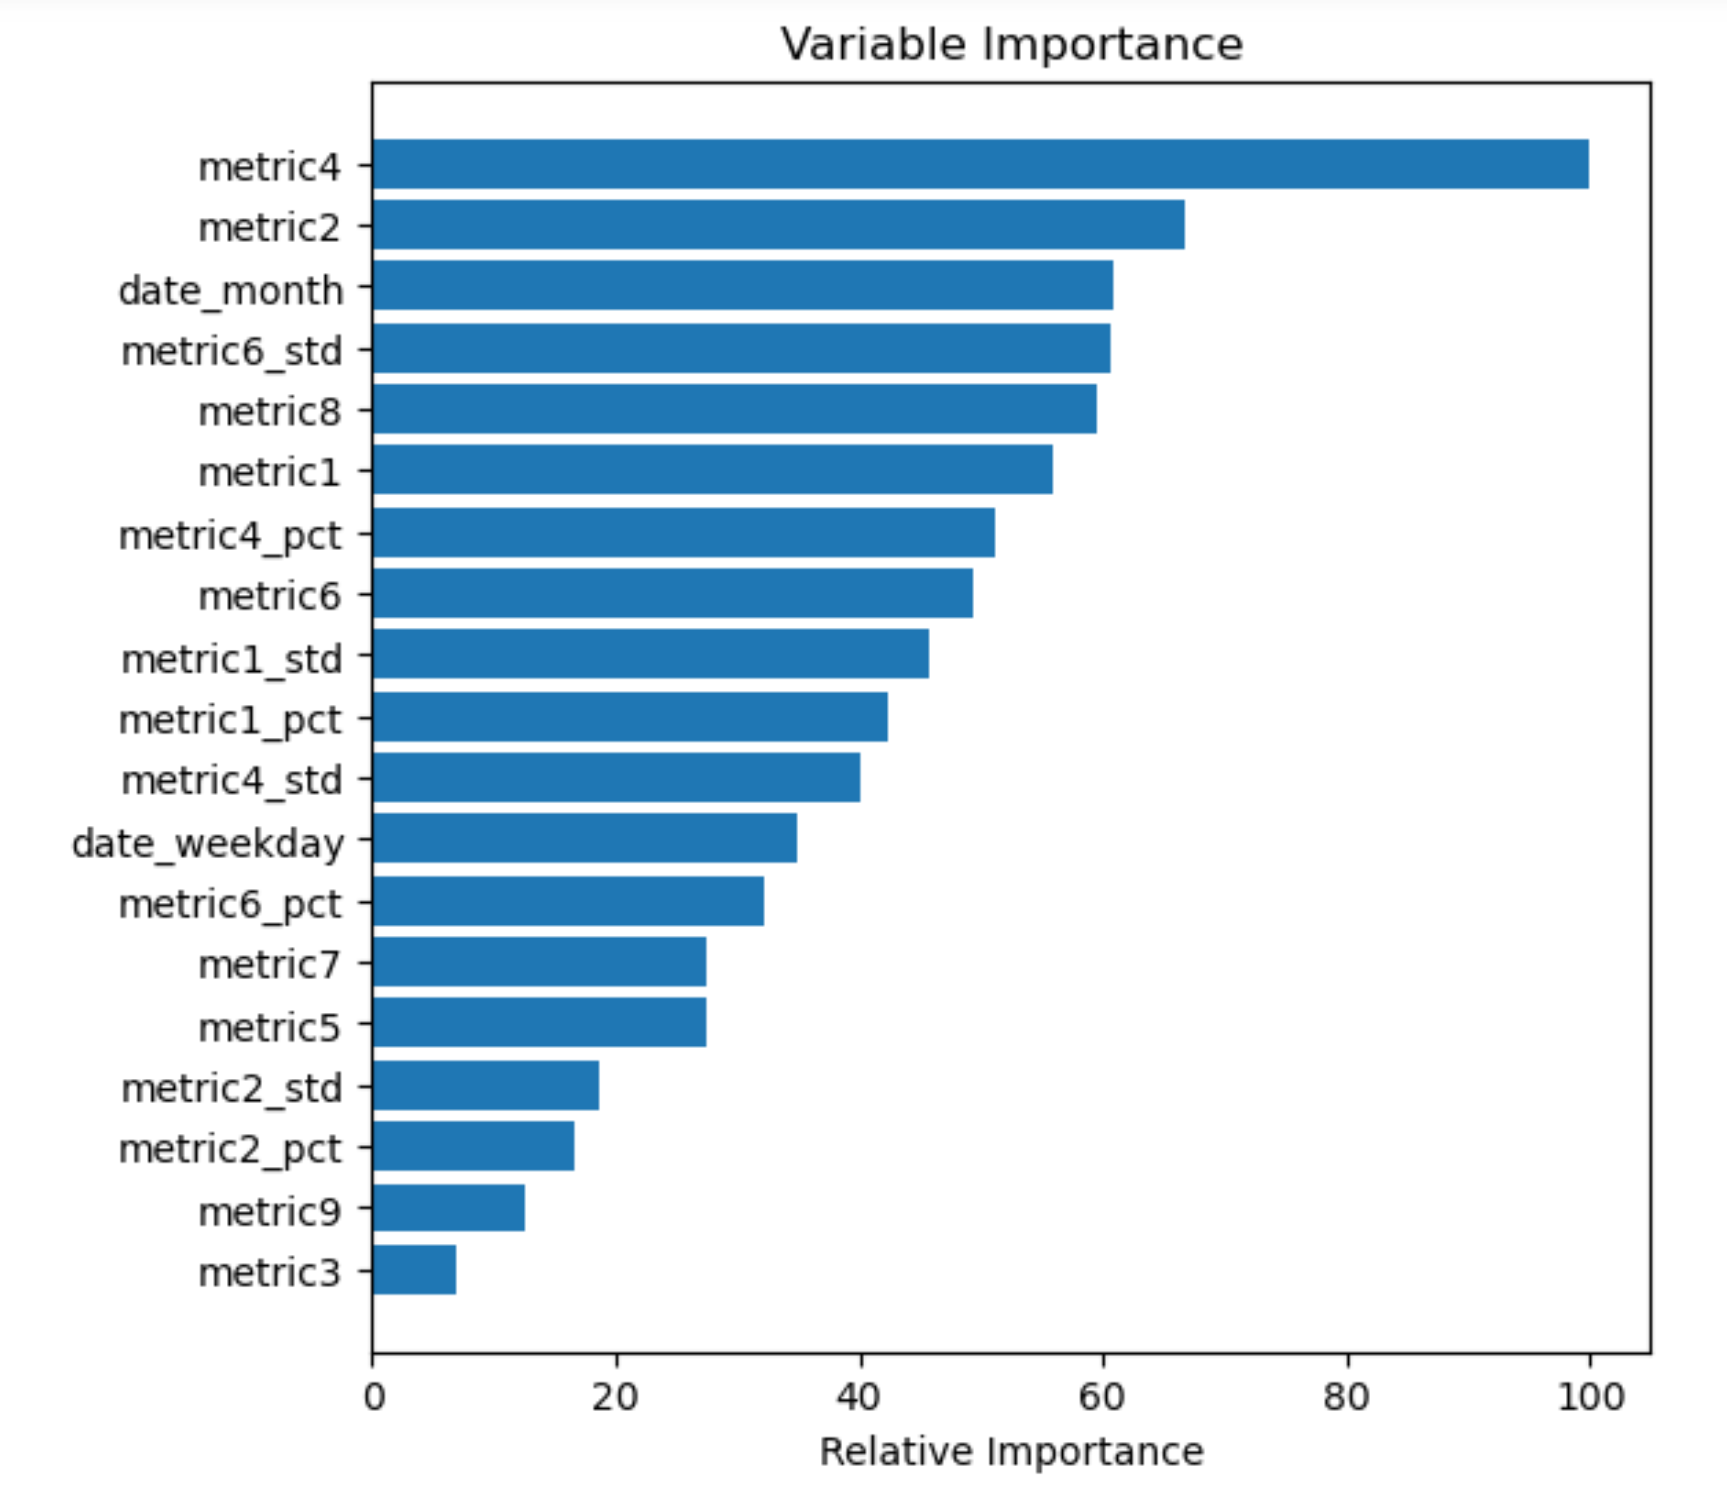 Variable Importance
metric4
metric2
date_month
metric6_std
metric8
metric1
metric4_pct
metric6
metric1_std
metric1_pct
metric4_std
date_weekday
metric6_pct
metric7
metric5
metric2_std
metric2_pct
metric9
metric3
0 20 40 60 80 100
Relative Importance